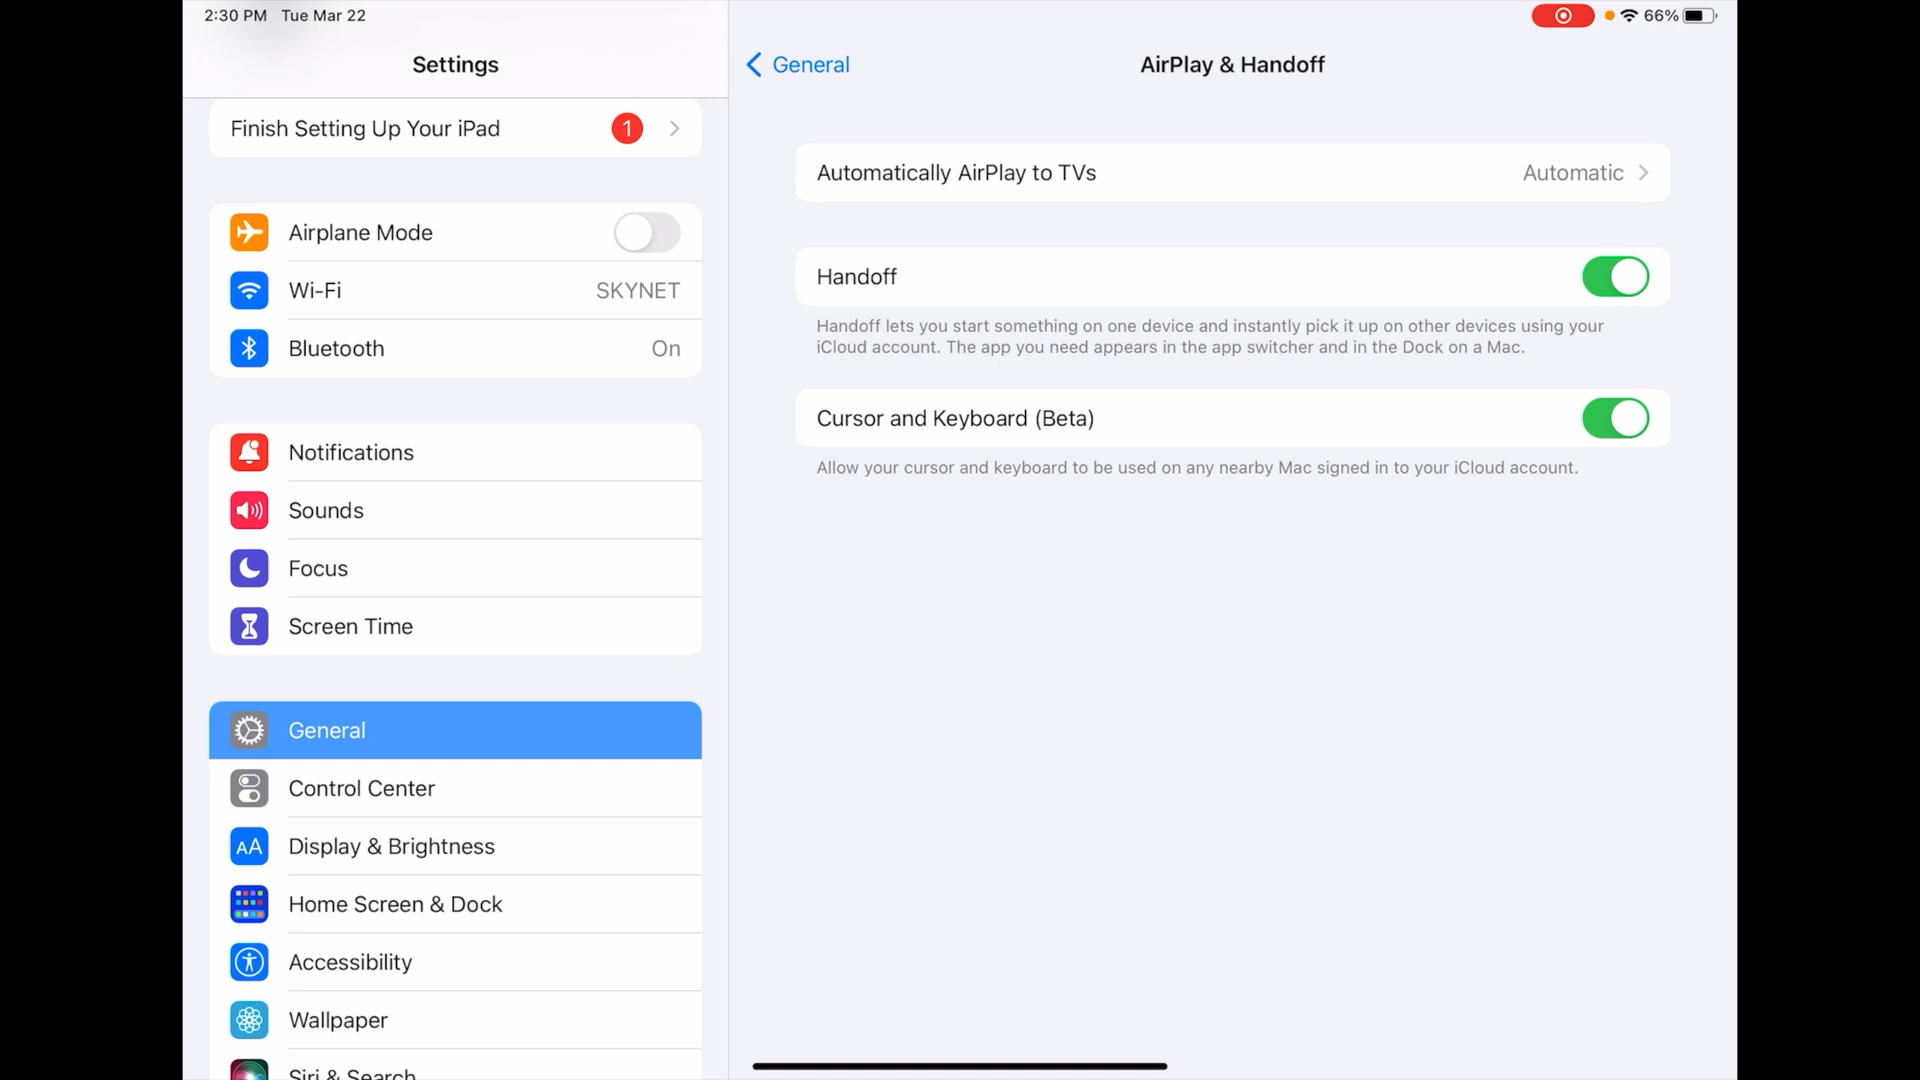 2:30 PM Tue Mar 22
66%
Settings
Finish Setting Up Your iPad 1
Airplane Mode
Wi-Fi SKYNET
Bluetooth On
Notifications
Sounds
Focus
Screen Time
General
Control Center
AA Display & Brightness
Home Screen & Dock
Accessibility
Wallpaper
Siri & Search
General
AirPlay & Handoff
Automatically AirPlay to TVs Automatic
Handoff
Handoff lets you start something on one device and instantly pick it up on other devices using your
iCloud account. The app you need appears in the app switcher and in the Dock on a Mac.
Cursor and Keyboard (Beta)
Allow your cursor and keyboard to be used on any nearby Mac signed in to your iCloud account.